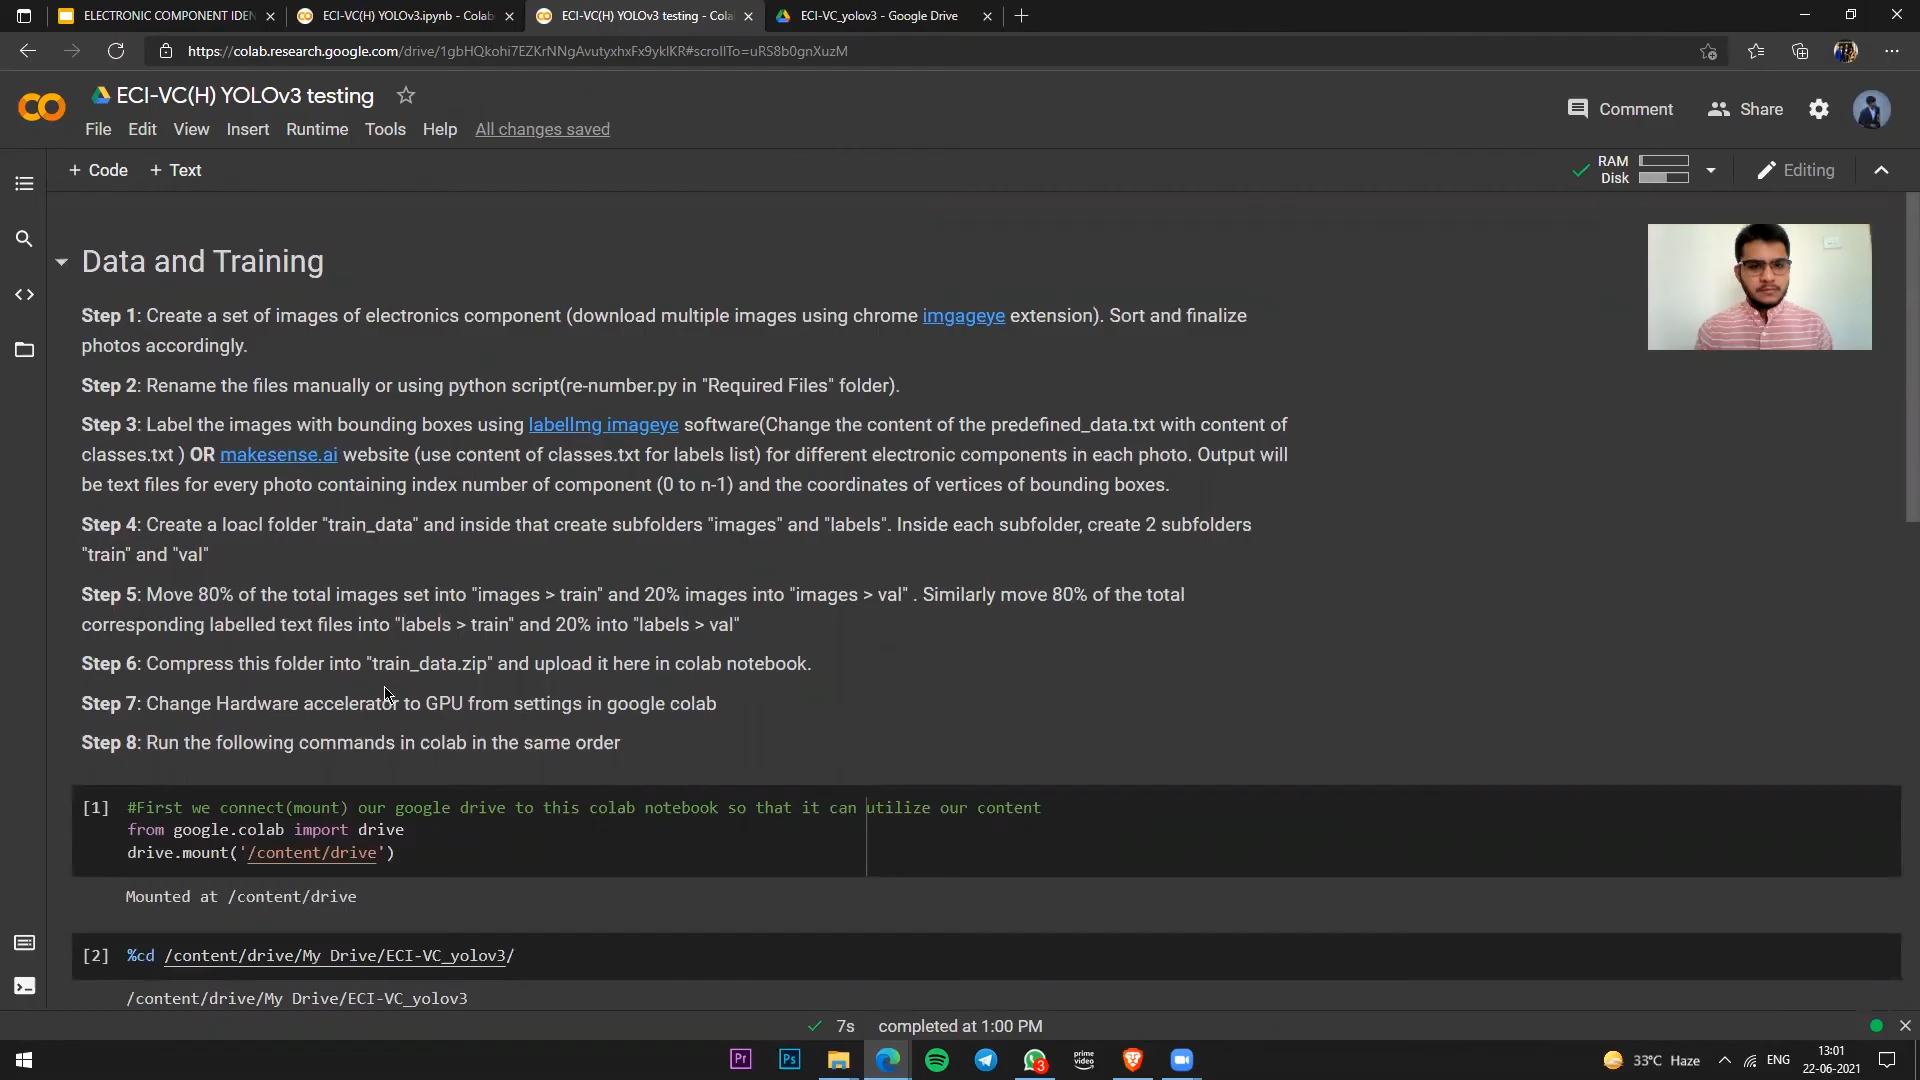 ELECTRONIC COMPONENT IDEN
ECI-VC(H) YOLOv3.ipynb - Colab
ECI-VC(H) YOLOv3 testing - Cola
ECI-VC_yolov3 - Google Drive
https://colab.research.google.com/drive/1gbHQkohi7EZKrNNgAvutyxhxFx9yklKR#scrollTo=uRS8b0gnXuzM
ECI-VC(H) YOLOv3 testing
Comment
Share
File Edit View Insert Runtime Tools Help All changes saved
+ Code + Text
RAM
Disk
Editing
Data and Training
Step 1: Create a set of images of electronics component (download multiple images using chrome imgageye extension). Sort and finalize
photos accordingly.
Step 2: Rename the files manually or using python script(re-number.py in "Required Files" folder).
Step 3: Label the images with bounding boxes using labelImg imageye software(Change the content of the predefined_data.txt with content of
classes.txt ) OR makesense.ai website (use content of classes.txt for labels list) for different electronic components in each photo. Output will
be text files for every photo containing index number of component (0 to n-1) and the coordinates of vertices of bounding boxes.
Step 4: Create a loacl folder "train_data" and inside that create subfolders "images" and "labels". Inside each subfolder, create 2 subfolders
"train" and "val"
Step 5: Move 80% of the total images set into "images > train" and 20% images into "images > val" . Similarly move 80% of the total
corresponding labelled text files into "labels > train" and 20% into "labels > val"
Step 6: Compress this folder into "train_data.zip" and upload it here in colab notebook.
Step 7: Change Hardware accelerator to GPU from settings in google colab
Step 8: Run the following commands in colab in the same order
[1] #First we connect(mount) our google drive to this colab notebook so that it can utilize our content
from google.colab import drive
drive.mount('/content/drive')
Mounted at /content/drive
[2] %cd /content/drive/My Drive/ECI-VC_yolov3/
/content/drive/My Drive/ECI-VC_yolov3
7s completed at 1:00 PM
Pr
Ps
3
prime video
33°C Haze
ENG
13:01
22-06-2021